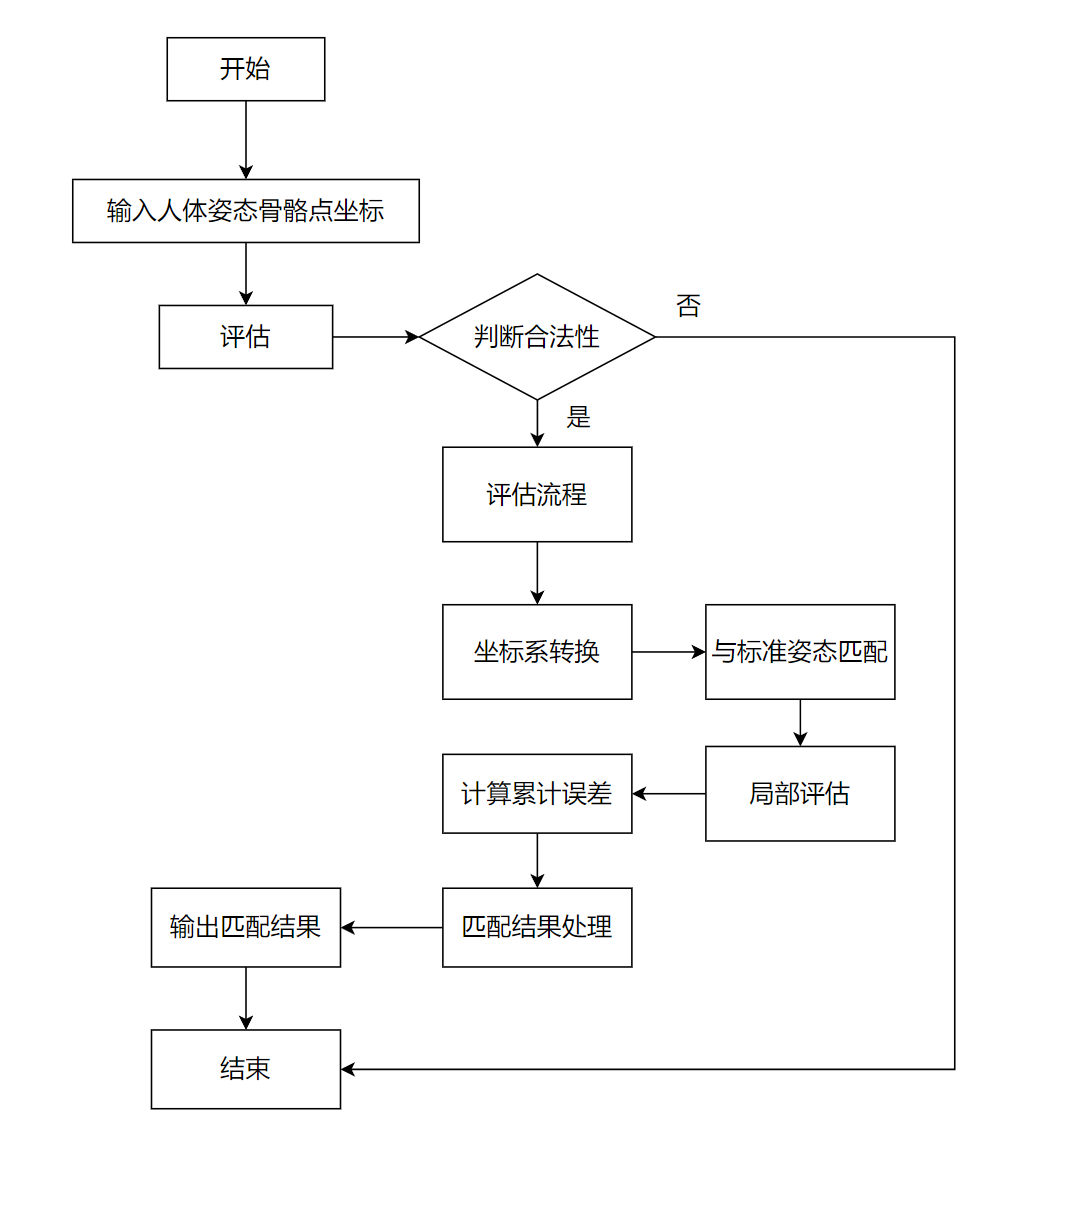 开始
输入人体姿态骨骼点坐标
评估
判断合法性
否
是
评估流程
坐标系转换
与标准姿态匹配
局部评估
计算累计误差
匹配结果处理
输出匹配结果
结束